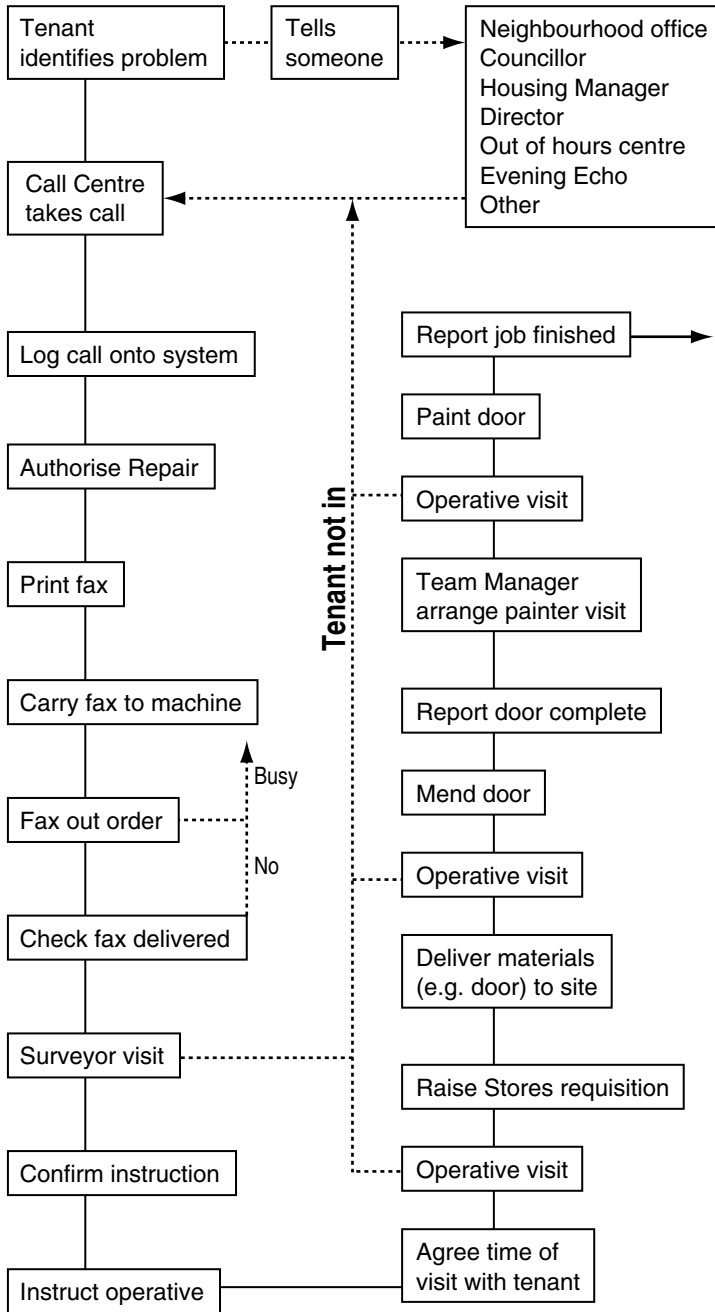 Tenant
identifies problem
Tells
someone
Neighbourhood office
Councillor
Housing Manager
Director
Out of hours centre
Evening Echo
Other
Call Centre
takes call
Log call onto system
Authorise Repair
Print fax
Carry fax to machine
Busy
Fax out order
No
Check fax delivered
Surveyor visit
Confirm instruction
Instruct operative
Tenant not in
Report job finished
Paint door
Operative visit
Team Manager
arrange painter visit
Report door complete
Mend door
Operative visit
Deliver materials
(e.g. door) to site
Raise Stores requisition
Operative visit
Agree time of
visit with tenant